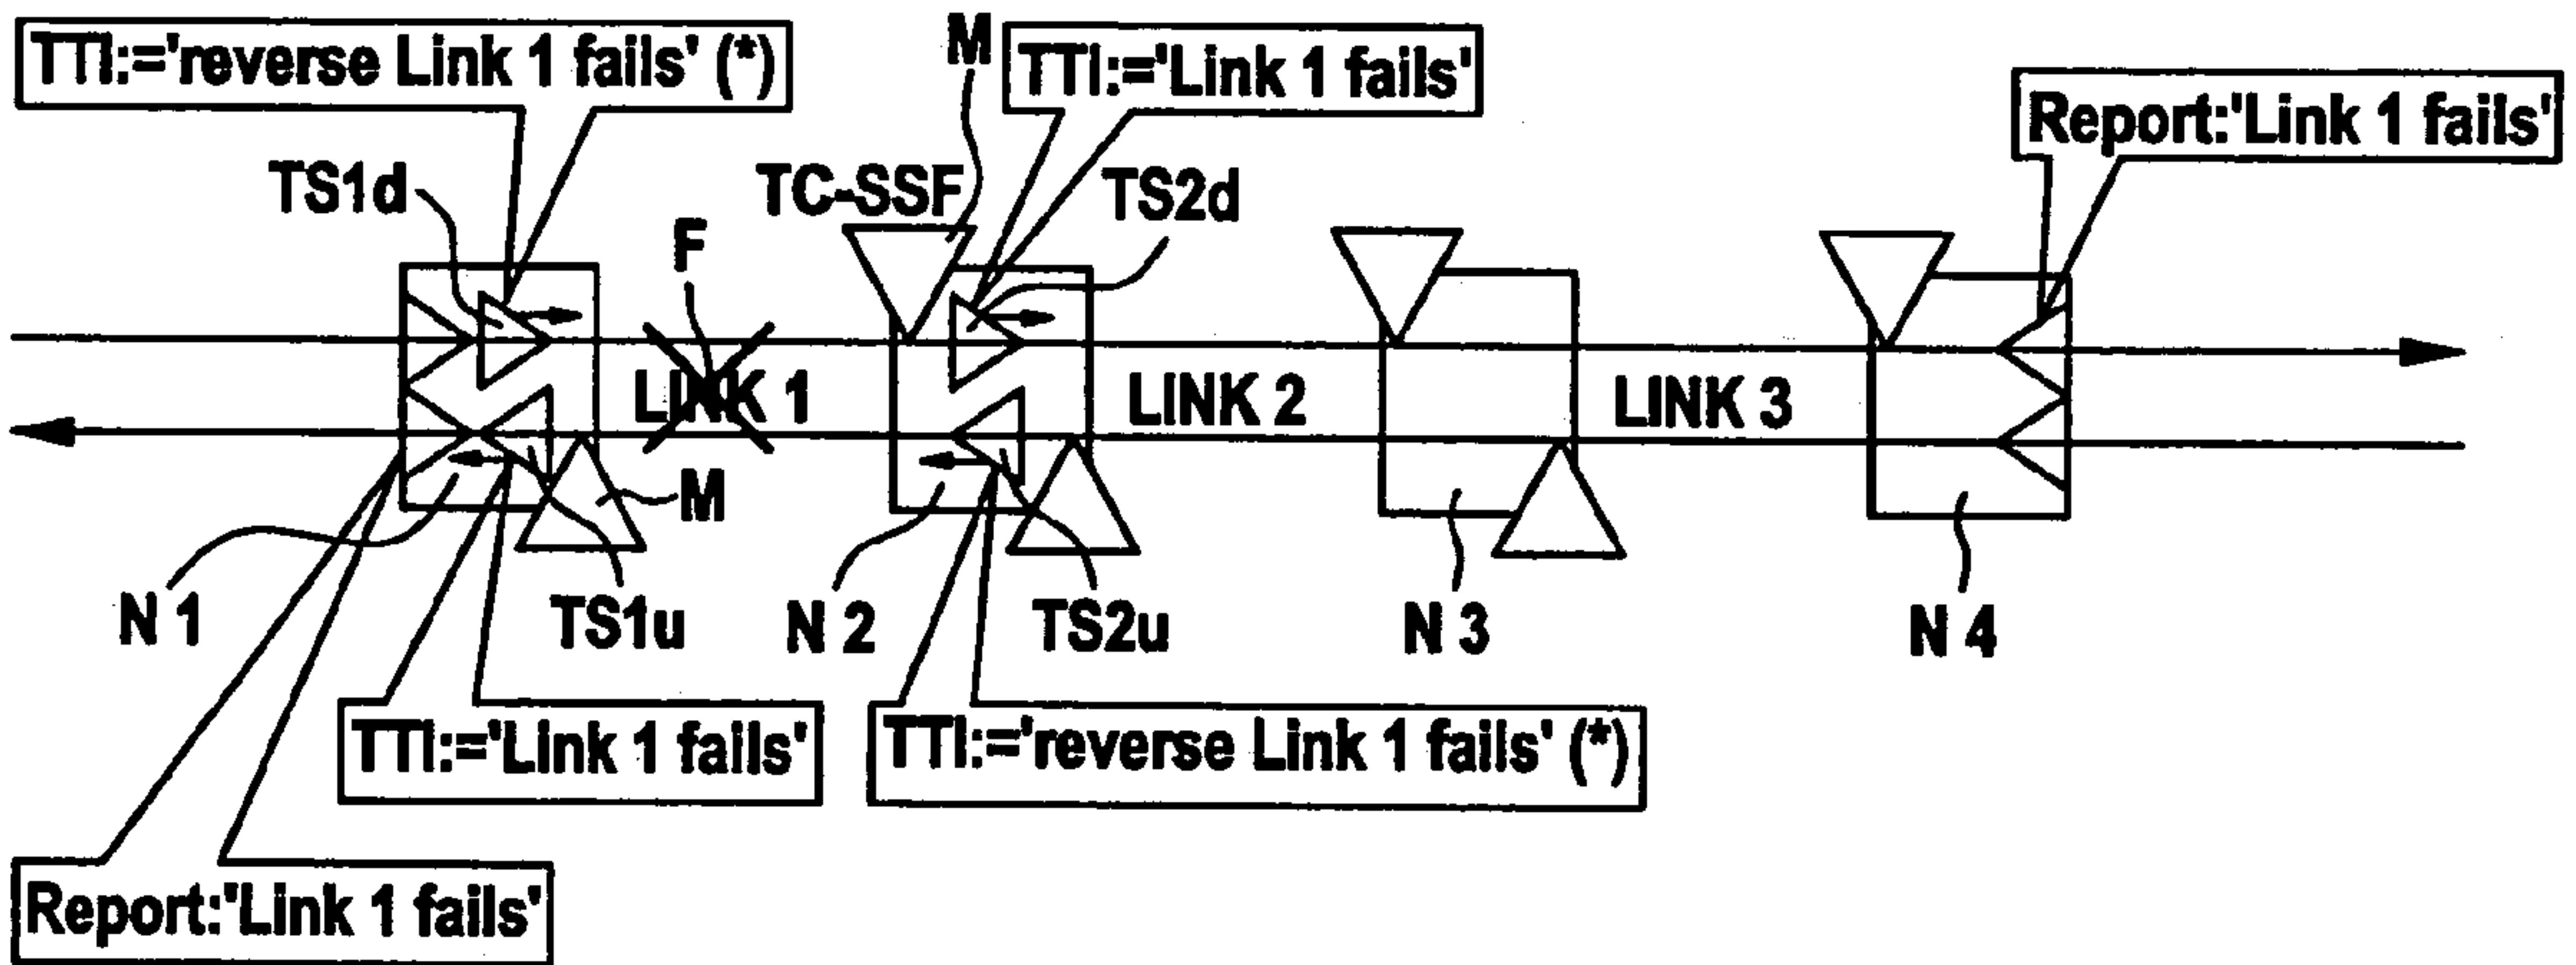 TTI:='reverse Link 1 fails' (*)
M
TTI:='Link 1 fails'
Report:'Link 1 fails'
TS1d
TC-SSF
TS2d
F
LINK 1
LINK 2
LINK 3
M
N 1
TS1u
N 2
TS2u
N 3
N 4
TTI:='Link 1 fails'
TTI:='reverse Link 1 fails' (*)
Report:'Link 1 fails'